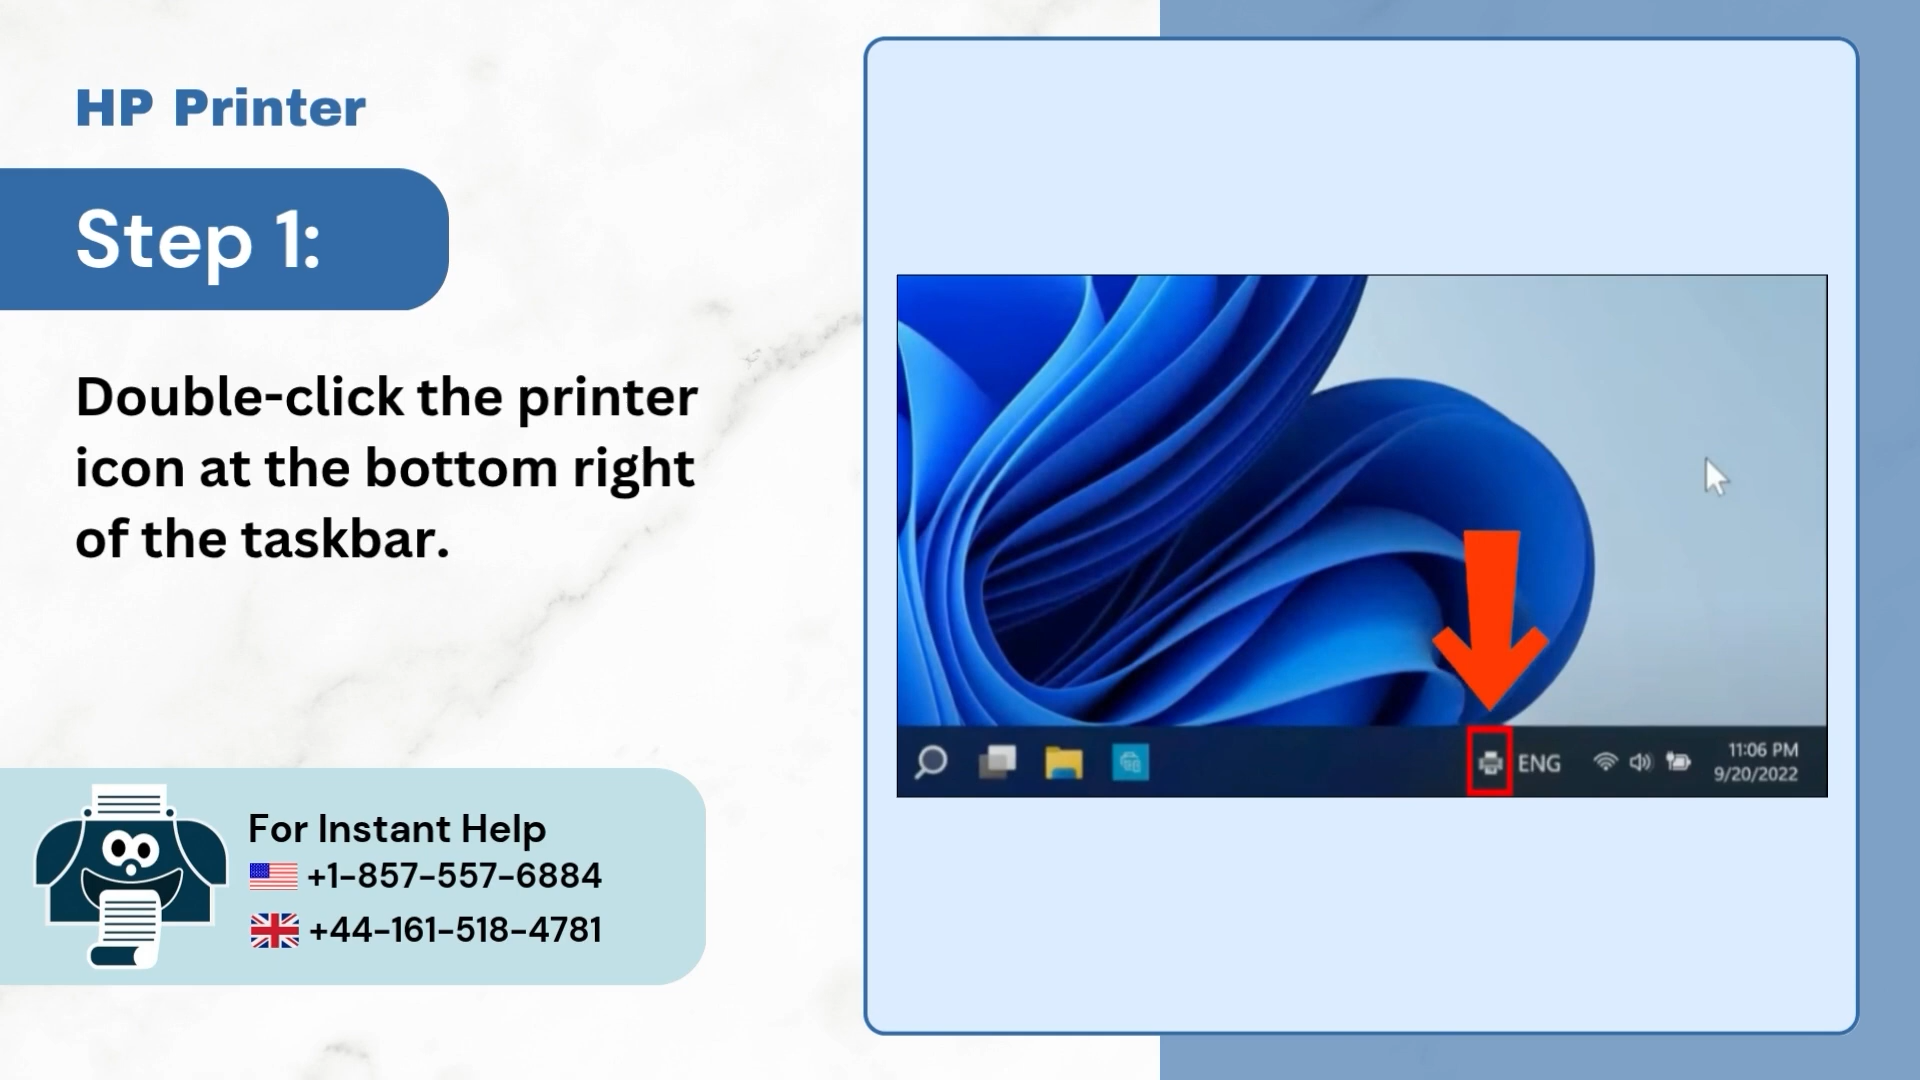 HP Printer
Step 1:
Double-click the printer
icon at the bottom right
of the taskbar.
For Instant Help
+1-857-557-6884
+44-161-518-4781
ENG
11:06 PM
9/20/2022